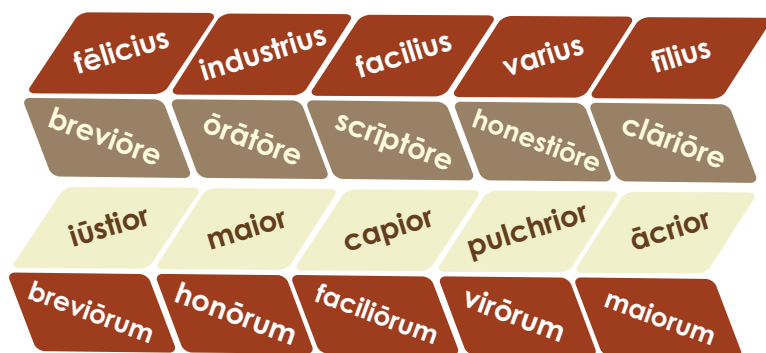 fēlicius industrius facilius varius fīlius
breviōre ōrātōre scrīptōre honestiōre clāriōre
iūstior maior capior pulchrior ācrior
breviōrum honōrum faciliōrum virōrum maiorum